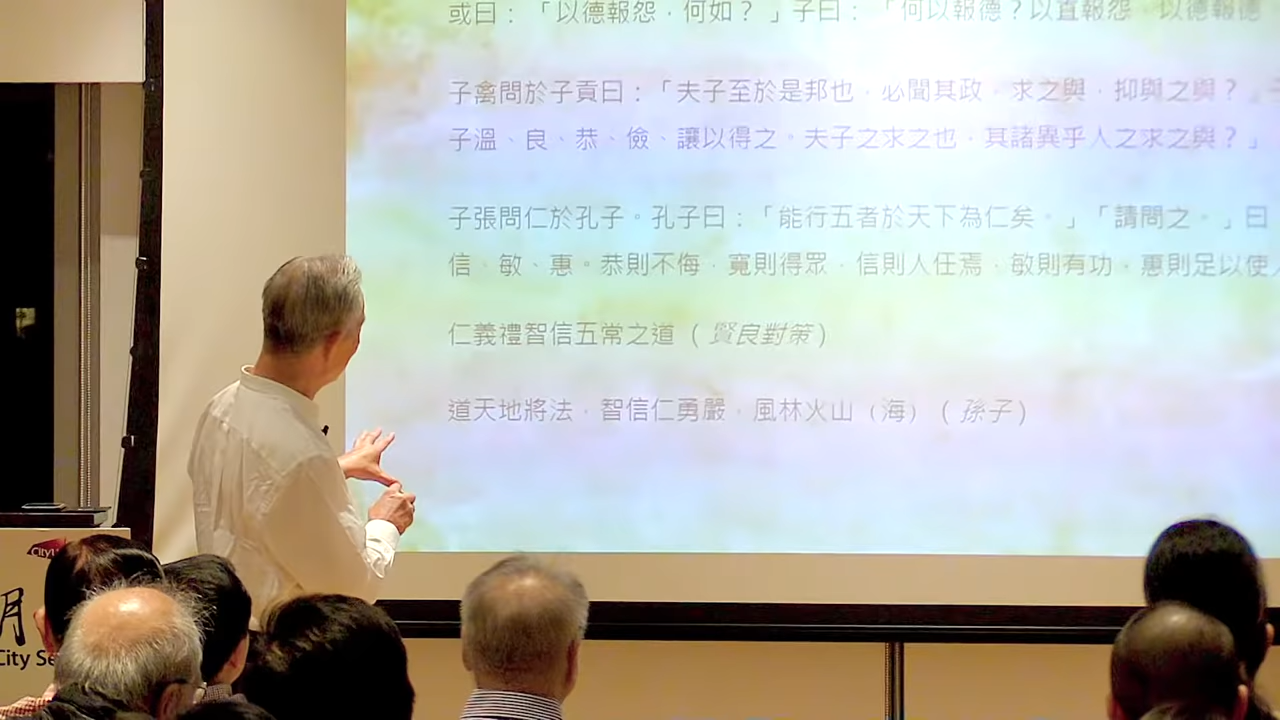 或曰：「以德報怨，何如？」子曰：「何以報德？以直報怨，以德報德
子禽問於子貢曰：「夫子至於是邦也，必聞其政，求之與，抑與之與？」子
子溫、良、恭、儉、讓以得之。夫子之求之也，其諸異乎人之求之與？」
子張問仁於孔子。孔子曰：「能行五者於天下為仁矣。」「請問之。」曰
信、敏、惠。恭則不侮，寬則得眾，信則人任焉，敏則有功，惠則足以使人
仁義禮智信五常之道（賢良對策）
道天地將法，智信仁勇嚴，風林火山（海）（孫子）
CityU
月
City Se